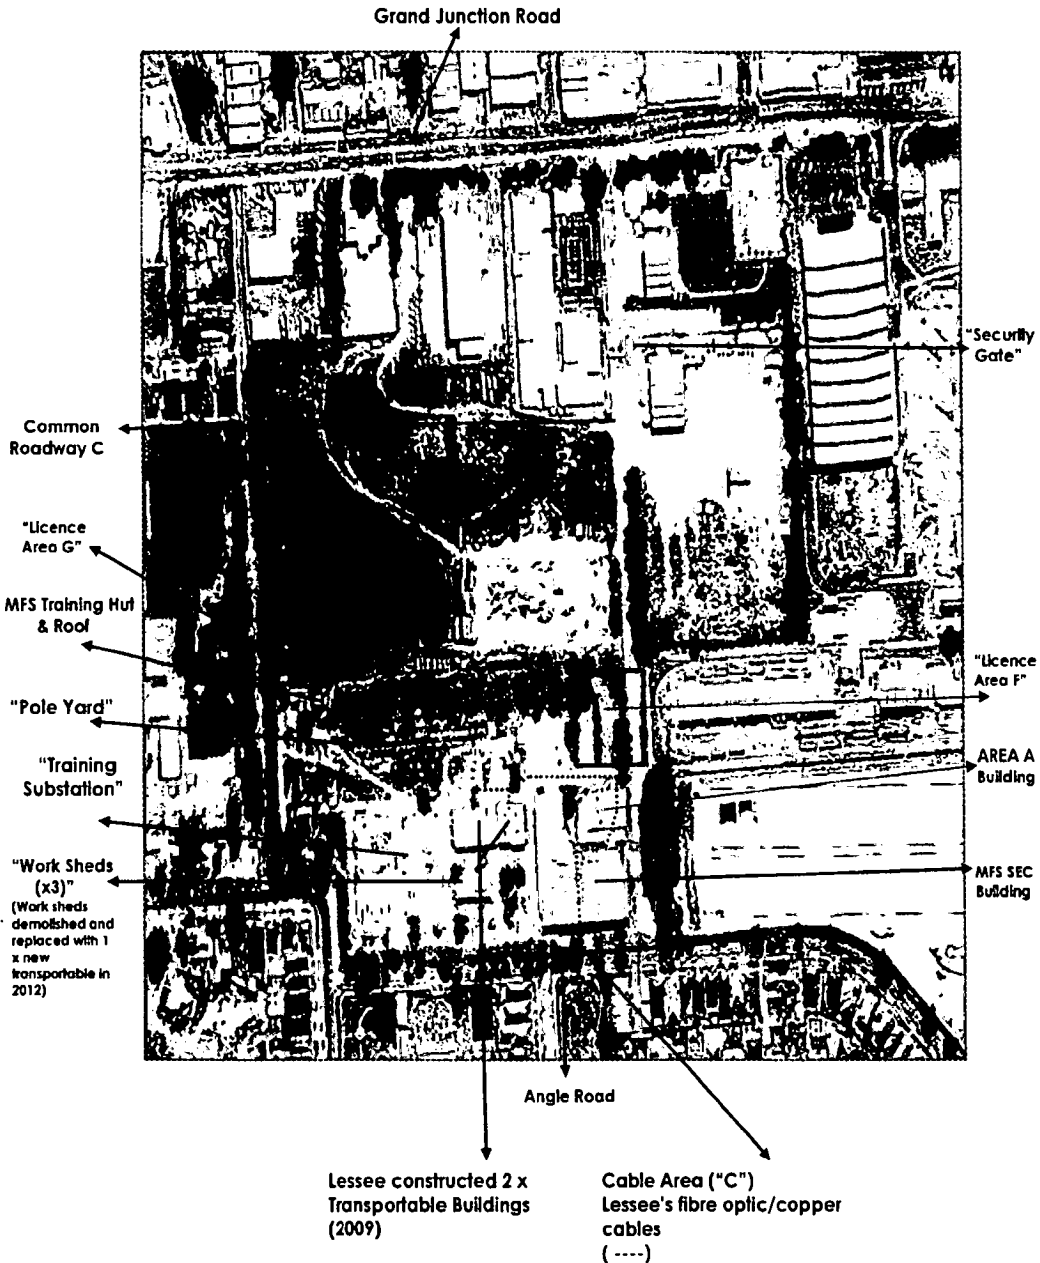 Grand Junction Road
"Security
Gate"
Common
Roadway C
"Licence
Area G"
MFS Training Hut
& Roof
"Licence
Area F"
"Pole Yard"
AREA A
Building
"Training
Substation"
"Work Sheds
(x3)"
(Work sheds
demolished and
replaced with 1
x new
transportable in
2012)
MFS SEC
Building
Angle Road
Lessee constructed 2 x
Transportable Buildings
(2009)
Cable Area ("C")
Lessee's fibre optic/copper
cables
( ----)